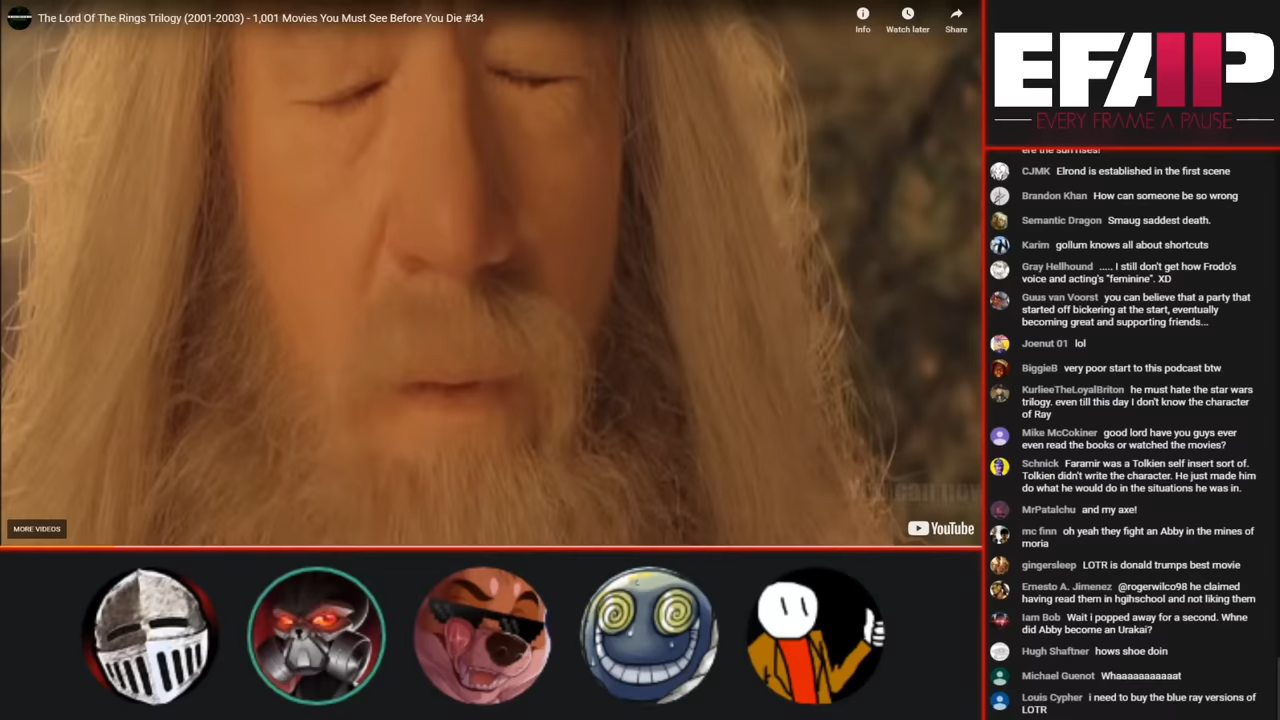 The Lord Of The Rings Trilogy (2001-2003) - 1,001 Movies You Must See Before You Die #34
Info
Watch later
Share
MORE VIDEOS
YouTube
EFAP
EVERY FRAME A PAUSE
ere the sun rises!
CJMK Elrond is established in the first scene
Brandon Khan How can someone be so wrong
Semantic Dragon Smaug saddest death.
Karim gollum knows all about shortcuts
Gray Hellhound ..... I still don't get how Frodo's
voice and acting's "feminine". XD
Guus van Voorst you can believe that a party that
started off bickering at the start, eventually
becoming great and supporting friends...
Joenut 01 lol
BiggieB very poor start to this podcast btw
KurlieeTheLoyalBriton he must hate the star wars
trilogy. even till this day I don't know the character
of Ray
Mike McCokiner good lord have you guys ever
even read the books or watched the movies?
Schnick Faramir was a Tolkien self insert sort of.
Tolkien didn't write the character. He just made him
do what he would do in the situations he was in.
MrPatalchu and my axe!
mc finn oh yeah they fight an Abby in the mines of
moria
gingersleep LOTR is donald trumps best movie
Ernesto A. Jimenez @rogerwilco98 he claimed
having read them in hgihschool and not liking them
Iam Bob Wait i popped away for a second. Whne
did Abby become an Urakai?
Hugh Shaftner hows shoe doin
Michael Guenot Whaaaaaaaaaat
Louis Cypher i need to buy the blue ray versions of
LOTR